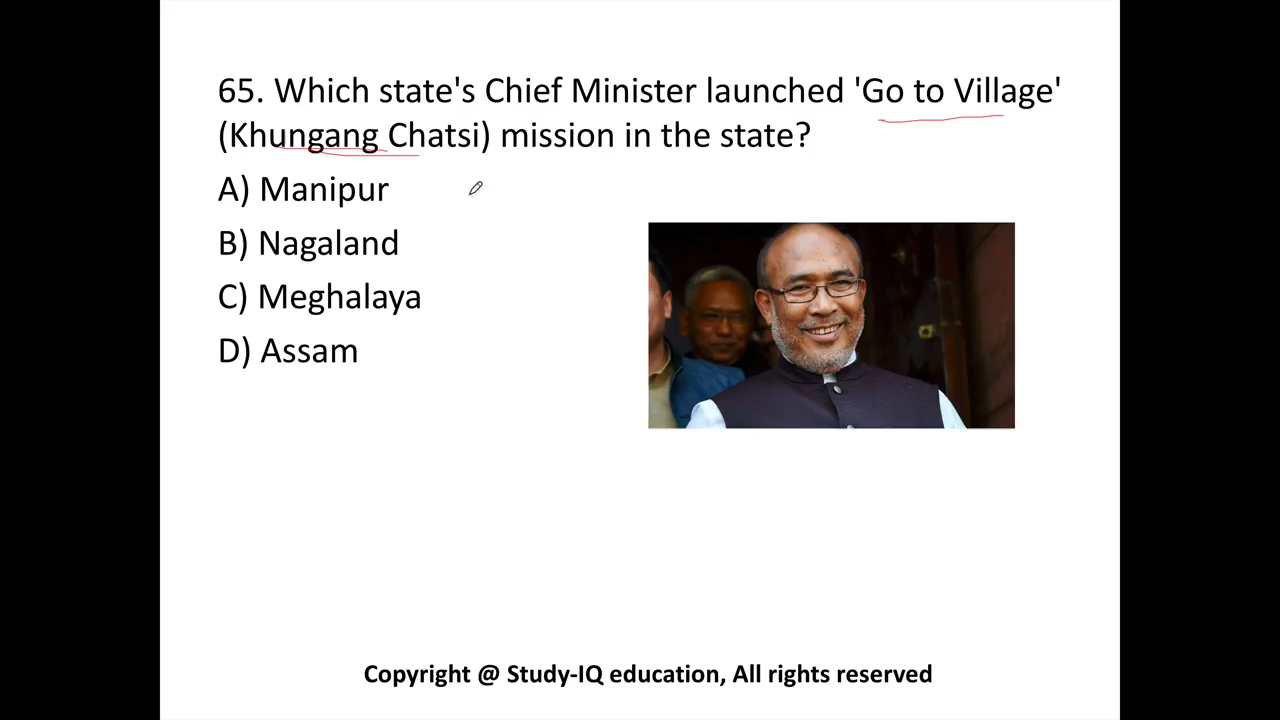 65. Which state's Chief Minister launched 'Go to Village'
(Khungang Chatsi) mission in the state?
A) Manipur
B) Nagaland
C) Meghalaya
D) Assam
Copyright @ Study-IQ education, All rights reserved